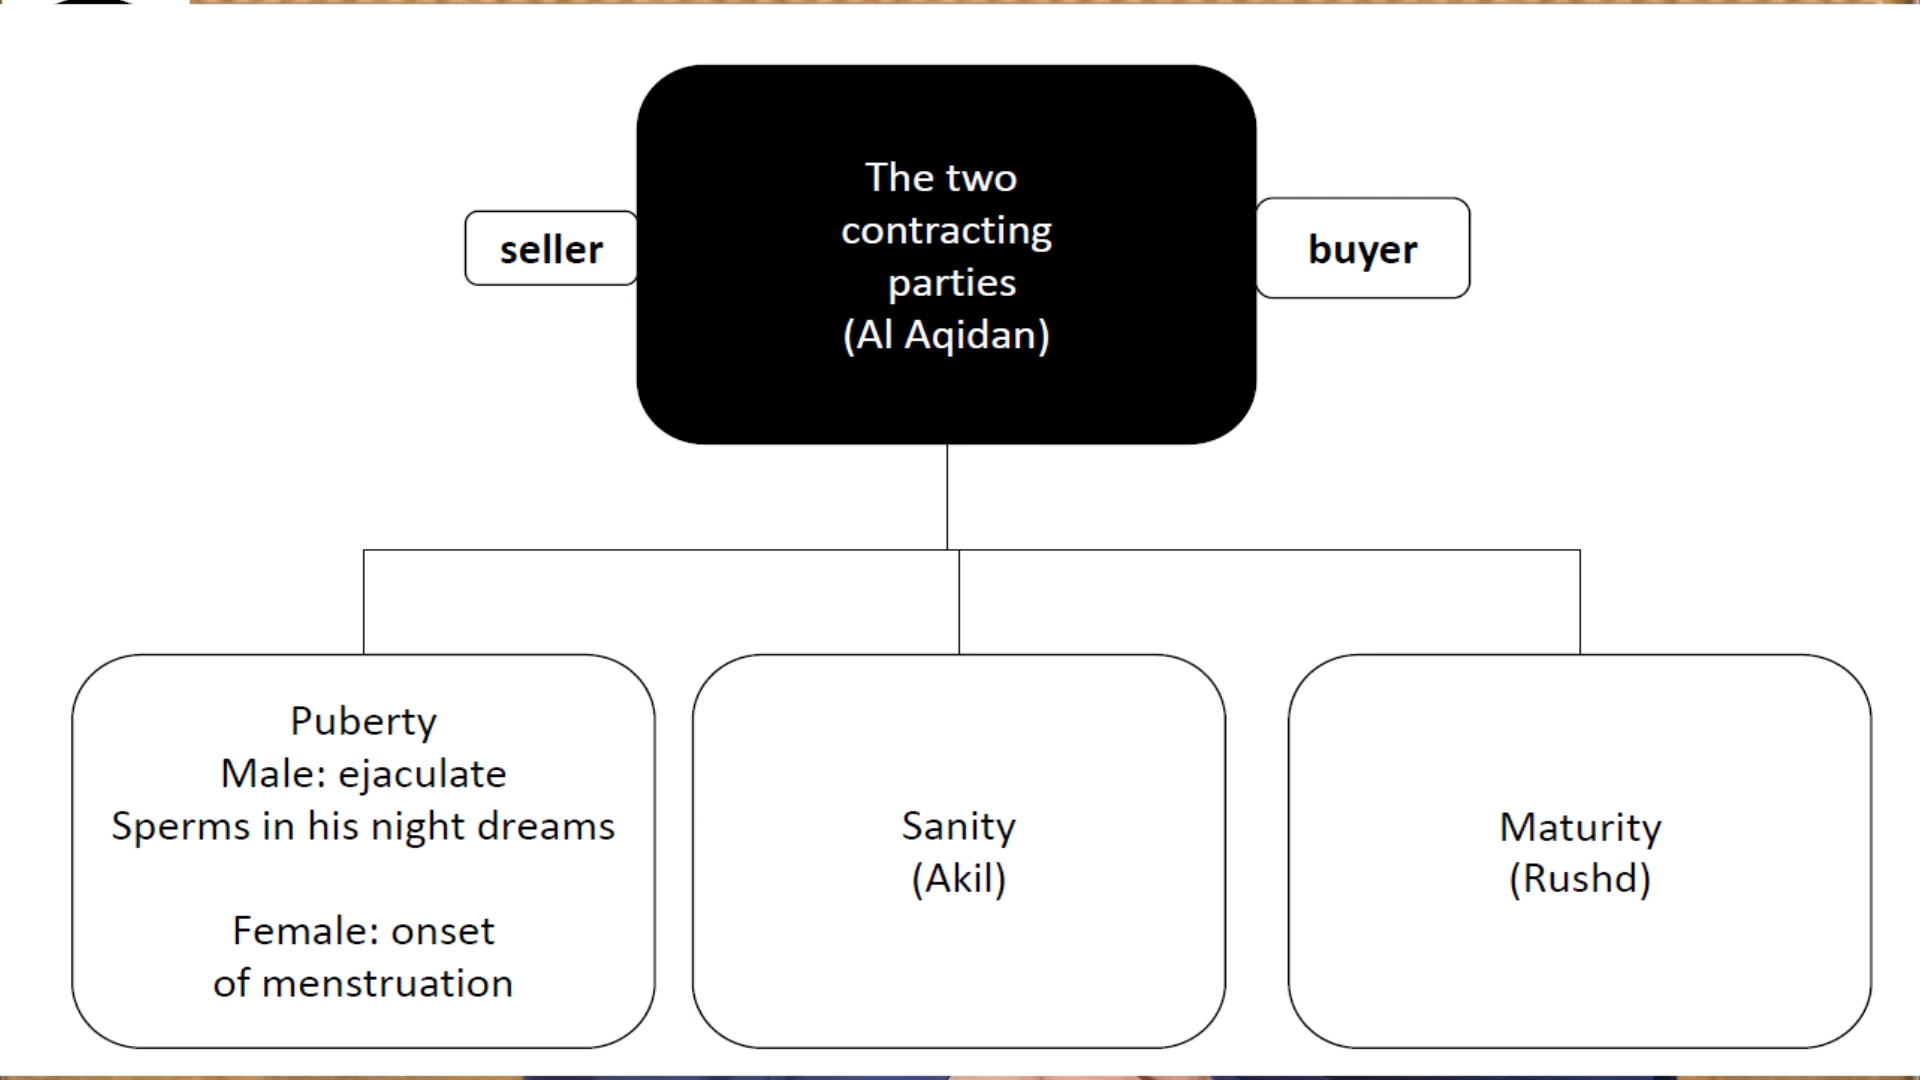 The two
contracting
parties
(Al Aqidan)
seller
buyer
Puberty
Male: ejaculate
Sperms in his night dreams
Female: onset
of menstruation
Sanity
(Akil)
Maturity
(Rushd)